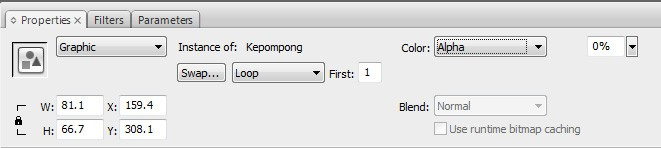 Properties Filters Parameters
Graphic Instance of: Kepompong Color: Alpha 0%
Swap... Loop First: 1
W: 81.1 X: 159.4 Blend: Normal
H: 66.7 Y: 308.1 Use runtime bitmap caching